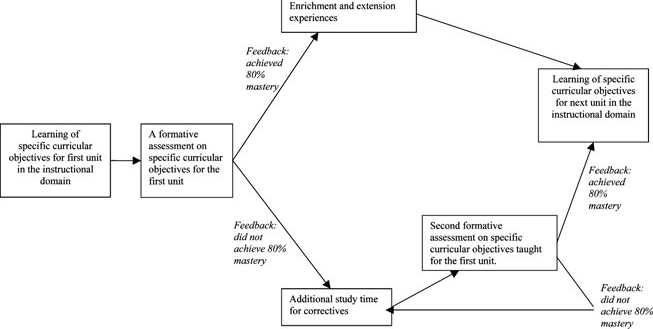 Enrichment and extension
experiences
Feedback:
achieved
80%
mastery
Learning of specific
curricular objectives
for next unit in the
instructional domain
Learning of
specific curricular
objectives for first unit
in the instructional
domain
A formative
assessment on
specific curricular
objectives for the
first unit
Feedback:
achieved
80%
mastery
Feedback:
did not
achieve 80%
mastery
Second formative
assessment on specific
curricular objectives taught
for the first unit.
Additional study time
for correctives
Feedback:
did not
achieve 80%
mastery